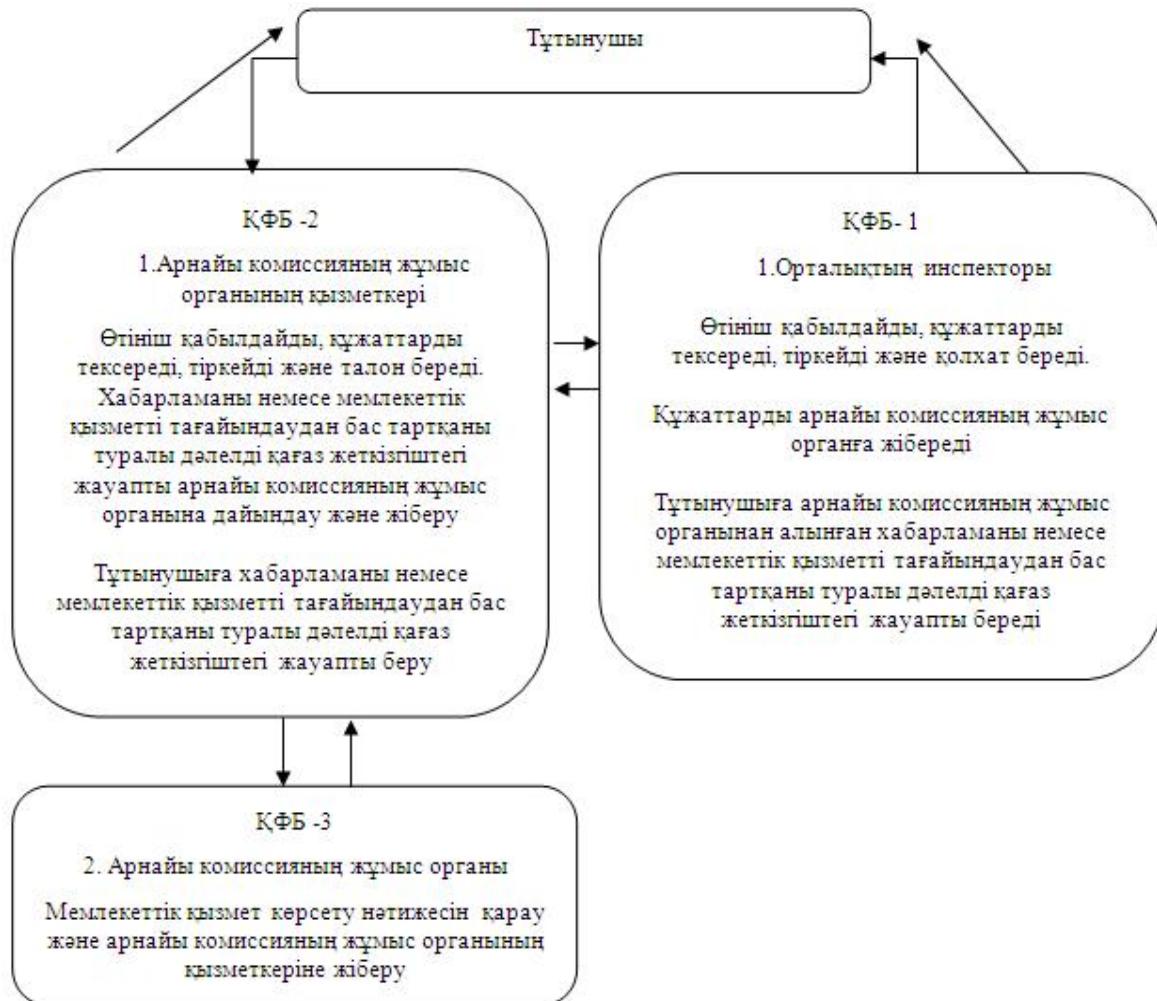 Тұтынушы
ҚФБ -2
1.Арнайы комиссияның жұмыс
органының қызметкері
Өтініш қабылдайды, құжаттарды
тексереді, тіркейді және талон береді.
Хабарламаны немесе мемлекеттік
қызметті тағайындаудан бас тартқаны
туралы дәлелді қағаз жеткізгіштегі
жауапты арнайы комиссияның жұмыс
органына дайындау және жіберу
Тұтынушыға хабарламаны немесе
мемлекеттік қызметті тағайындаудан бас
тартқаны туралы дәлелді қағаз
жеткізгіштегі жауапты беру
ҚФБ- 1
1.Орталықтың инспекторы
Өтініш қабылдайды, құжаттарды
тексереді, тіркейді және қолхат береді.
Құжаттарды арнайы комиссияның жұмыс
органға жібереді
Тұтынушыға арнайы комиссияның жұмыс
органынан алынған хабарламаны немесе
мемлекеттік қызметті тағайындаудан бас
тартқаны туралы дәлелді қағаз
жеткізгіштегі жауапты береді
ҚФБ -3
2. Арнайы комиссияның жұмыс органы
Мемлекеттік қызмет көрсету нәтижесін қарау
және арнайы комиссияның жұмыс органының
қызметкеріне жіберу